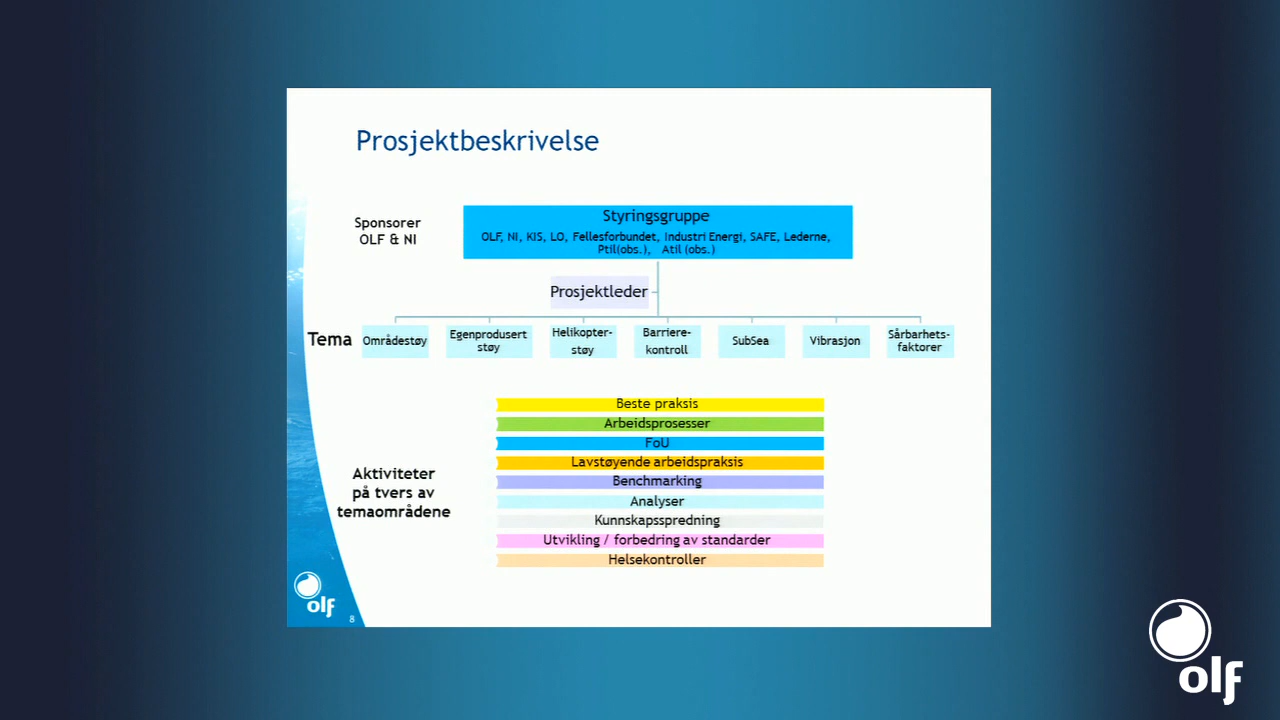 Prosjektbeskrivelse
Sponsorer
OLF & NI
Styringsgruppe
OLF, NI, KIS, LO, Fellesforbundet, Industri Energi, SAFE, Lederne,
Ptil(obs.), Atil (obs.)
Prosjektleder
Tema
Områdestøy
Egenprodusert
støy
Helikopter-
støy
Barriere-
kontroll
SubSea
Vibrasjon
Sårbarhets-
faktorer
Aktiviteter
på tvers av
temaområdene
Beste praksis
Arbeidsprosesser
FoU
Lavstøyende arbeidspraksis
Benchmarking
Analyser
Kunnskapsspredning
Utvikling / forbedring av standarder
Helsekontroller
olf
8
olf